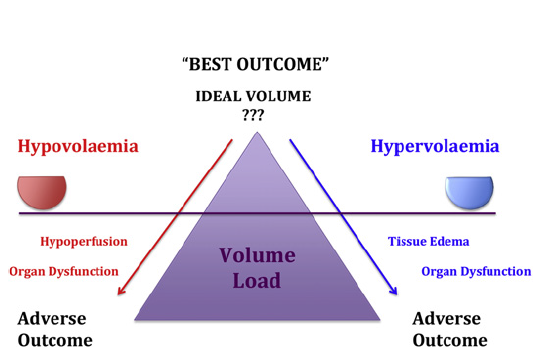 “BEST OUTCOME”
IDEAL VOLUME
???
Hypovolaemia
Hypervolaemia
Hypoperfusion
Tissue Edema
Organ Dysfunction
Organ Dysfunction
Volume
Load
Adverse
Outcome
Adverse
Outcome